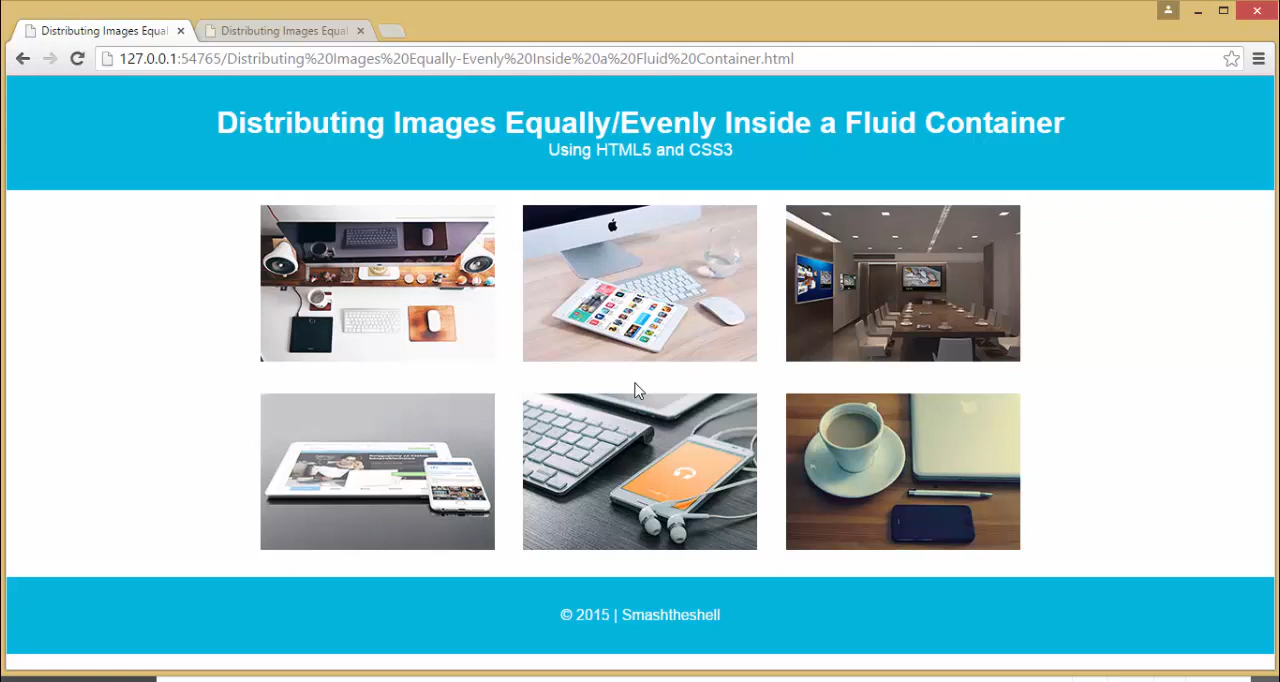 Distributing Images Equal
Distributing Images Equal
127.0.0.1:54765/Distributing%20Images%20Equally-Evenly%20Inside%20a%20Fluid%20Container.html
Distributing Images Equally/Evenly Inside a Fluid Container
Using HTML5 and CSS3
© 2015 | Smashtheshell